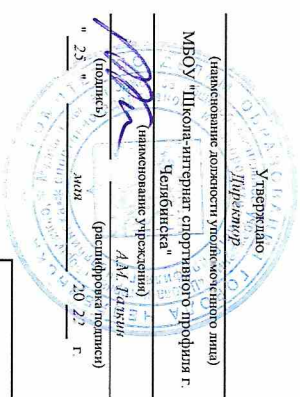 Утверждаю
Директор
(наименование должности уполномоченного лица)
МБОУ "Школа-интернат спортивного профиля г.
Челябинска"
(наименование учреждения)
А.М. Галкин
(подпись) (расшифровка подписи)
" 25 " мая 20 22 г.